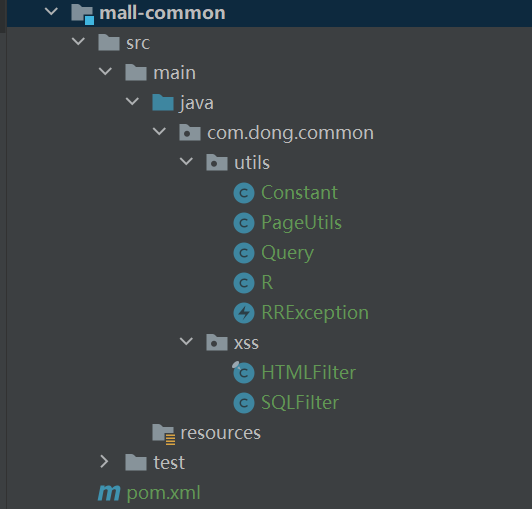 mall-common
src
main
java
com.dong.common
utils
Constant
PageUtils
Query
R
RRException
xss
HTMLFilter
SQLFilter
resources
test
pom.xml